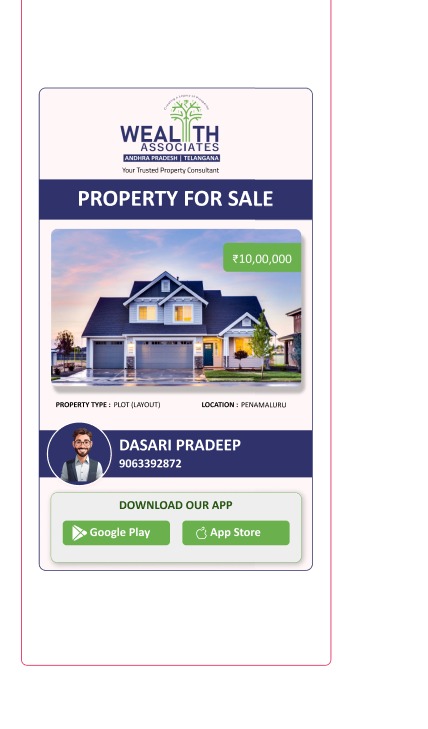 WEALTH
ASSOCIATES
ANDHRA PRADESH | TELANGANA
Your Trusted Property Consultant
PROPERTY FOR SALE
₹10,00,000
PROPERTY TYPE : PLOT (LAYOUT)
LOCATION : PENAMALURU
DASARI PRADEEP
9063392872
DOWNLOAD OUR APP
Google Play
App Store